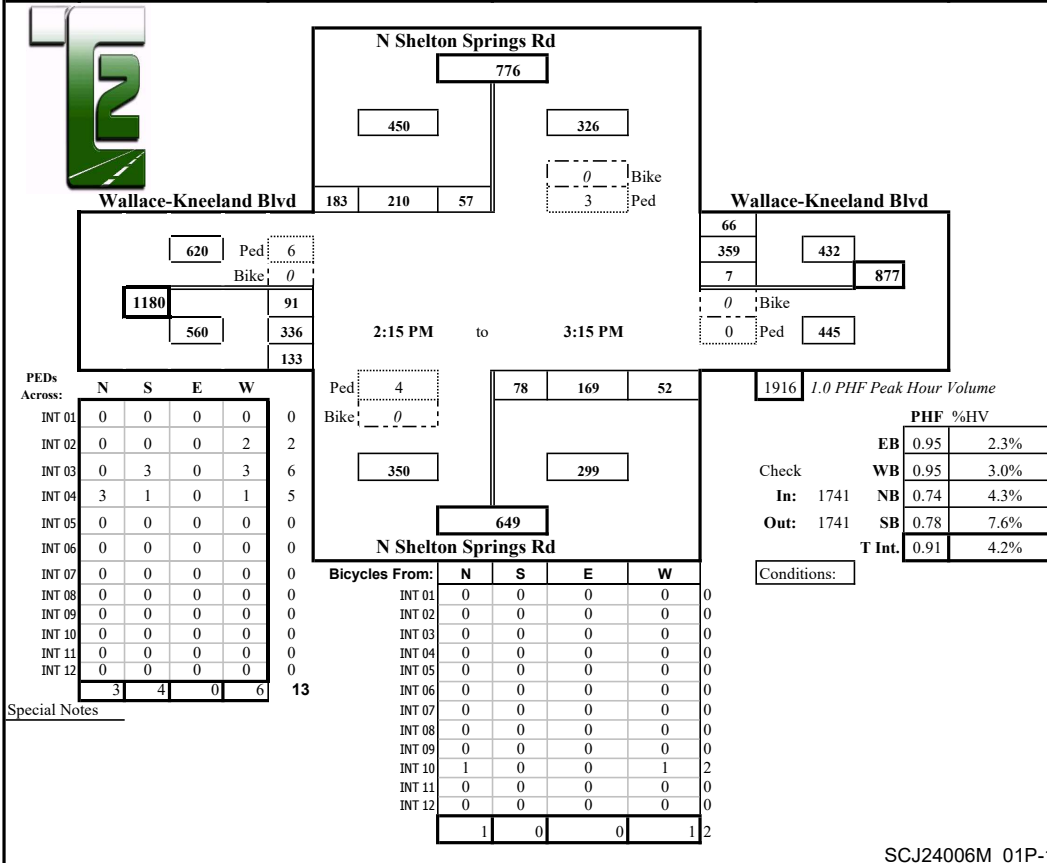 T2
N Shelton Springs Rd
776
450 326
0 Bike
3 Ped
Wallace-Kneeland Blvd 183 210 57 Wallace-Kneeland Blvd
66
620 Ped 6 359 432
Bike 0 7 877
1180 91 0 Bike
560 336 2:15 PM to 3:15 PM 0 Ped 445
133
PEDs
Across: N S E W Ped 4 78 169 52 1916 1.0 PHF Peak Hour Volume
INT 01 0 0 0 0 0 Bike 0 PHF %HV
INT 02 0 0 0 2 2 EB 0.95 2.3%
INT 03 0 3 0 3 6 350 299 Check WB 0.95 3.0%
INT 04 3 1 0 1 5 In: 1741 NB 0.74 4.3%
INT 05 0 0 0 0 0 649 Out: 1741 SB 0.78 7.6%
INT 06 0 0 0 0 0 N Shelton Springs Rd T Int. 0.91 4.2%
INT 07 0 0 0 0 0 Bicycles From: N S E W Conditions:
INT 08 0 0 0 0 0 INT 01 0 0 0 0 0
INT 09 0 0 0 0 0 INT 02 0 0 0 0 0
INT 10 0 0 0 0 0 INT 03 0 0 0 0 0
INT 11 0 0 0 0 0 INT 04 0 0 0 0 0
INT 12 0 0 0 0 0 INT 05 0 0 0 0 0
3 4 0 6 13 INT 06 0 0 0 0 0
Special Notes INT 07 0 0 0 0 0
INT 08 0 0 0 0 0
INT 09 0 0 0 0 0
INT 10 1 0 0 1 2
INT 11 0 0 0 0 0
INT 12 0 0 0 0 0
1 0 0 1 2